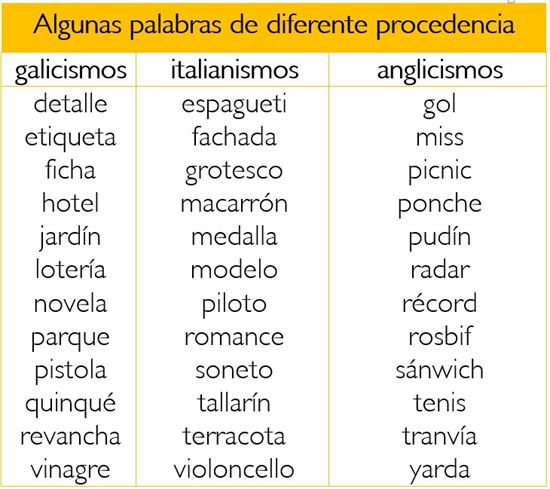 Algunas palabras de diferente procedencia
galicismos italianismos anglicismos
detalle espagueti gol
etiqueta fachada miss
ficha grotesco picnic
hotel macarrón ponche
jardín medalla pudín
lotería modelo radar
novela piloto récord
parque romance rosbif
pistola soneto sánwich
quinqué tallarín tenis
revancha terracota tranvía
vinagre violoncello yarda